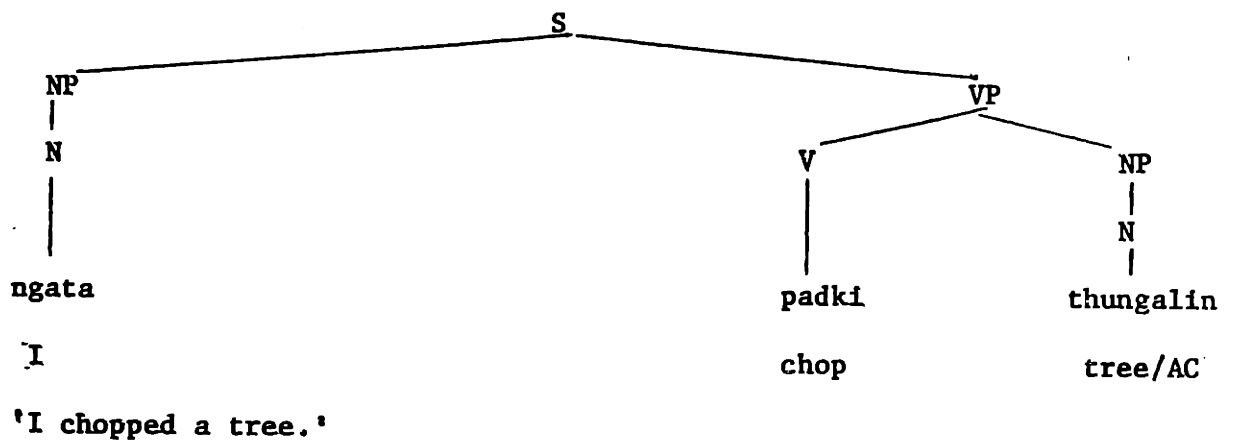 S
NP VP
N V NP
N
ngata padki thungalin
I chop tree/AC
'I chopped a tree.'